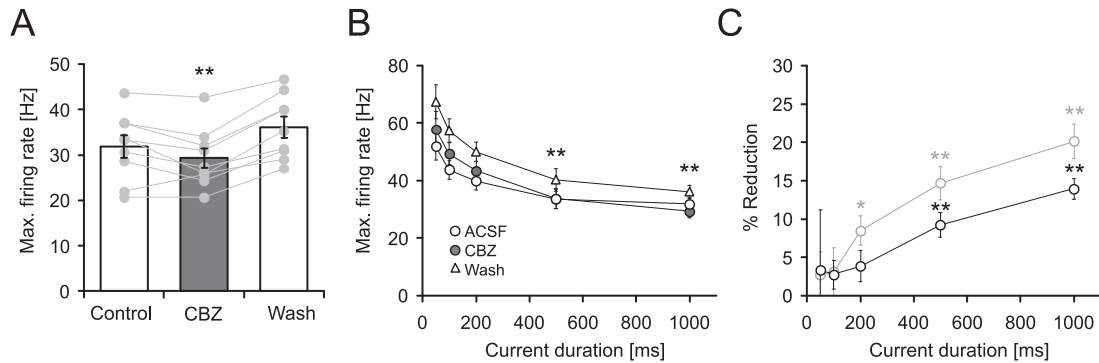 A
Max. firing rate [Hz]
50
40
30
20
10
0
**
Control CBZ Wash
B
Max. firing rate [Hz]
80
60
40
20
0
** **
ACSF
CBZ
Wash
0 200 400 600 800 1000
Current duration [ms]
C
% Reduction
30
25
20
15
10
5
0
**
**
*
**
**
0 200 400 600 800 1000
Current duration [ms]